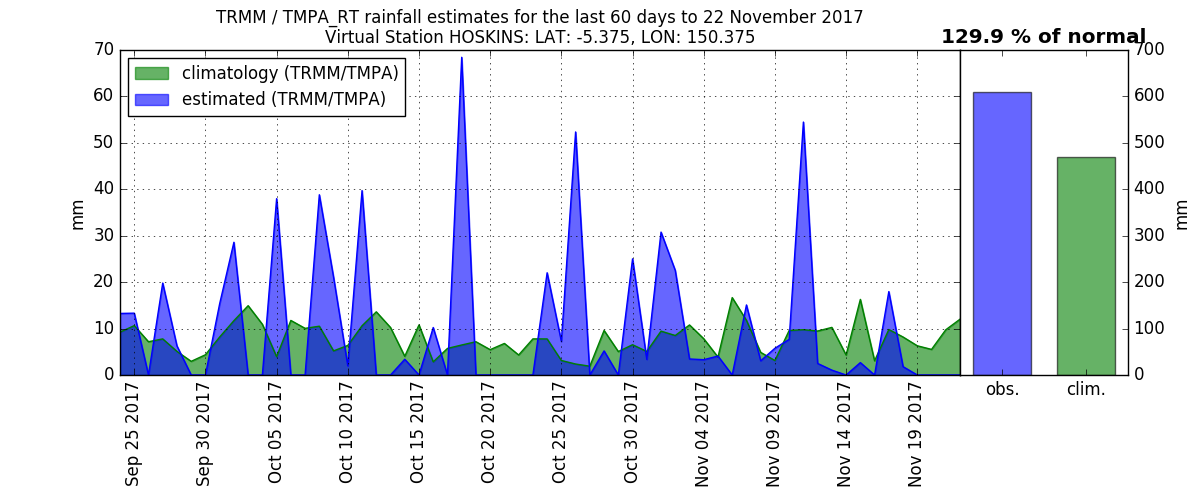 TRMM / TMPA_RT rainfall estimates for the last 60 days to 22 November 2017
Virtual Station HOSKINS: LAT: -5.375, LON: 150.375
129.9 % of normal
climatology (TRMM/TMPA)
estimated (TRMM/TMPA)
mm
70
60
50
40
30
20
10
0
Sep 25 2017
Sep 30 2017
Oct 05 2017
Oct 10 2017
Oct 15 2017
Oct 20 2017
Oct 25 2017
Oct 30 2017
Nov 04 2017
Nov 09 2017
Nov 14 2017
Nov 19 2017
obs.
clim.
700
600
500
400
300
200
100
0
mm